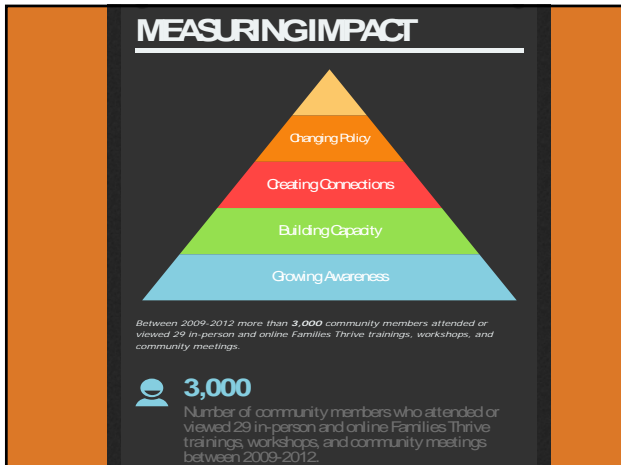 MEASURING IMPACT
Changing Policy
Creating Connections
Building Capacity
Growing Awareness
Between 2009-2012 more than 3,000 community members attended or
viewed 29 in-person and online Families Thrive trainings, workshops, and
community meetings.
3,000
Number of community members who attended or
viewed 29 in-person and online Families Thrive
trainings, workshops, and community meetings
between 2009-2012.